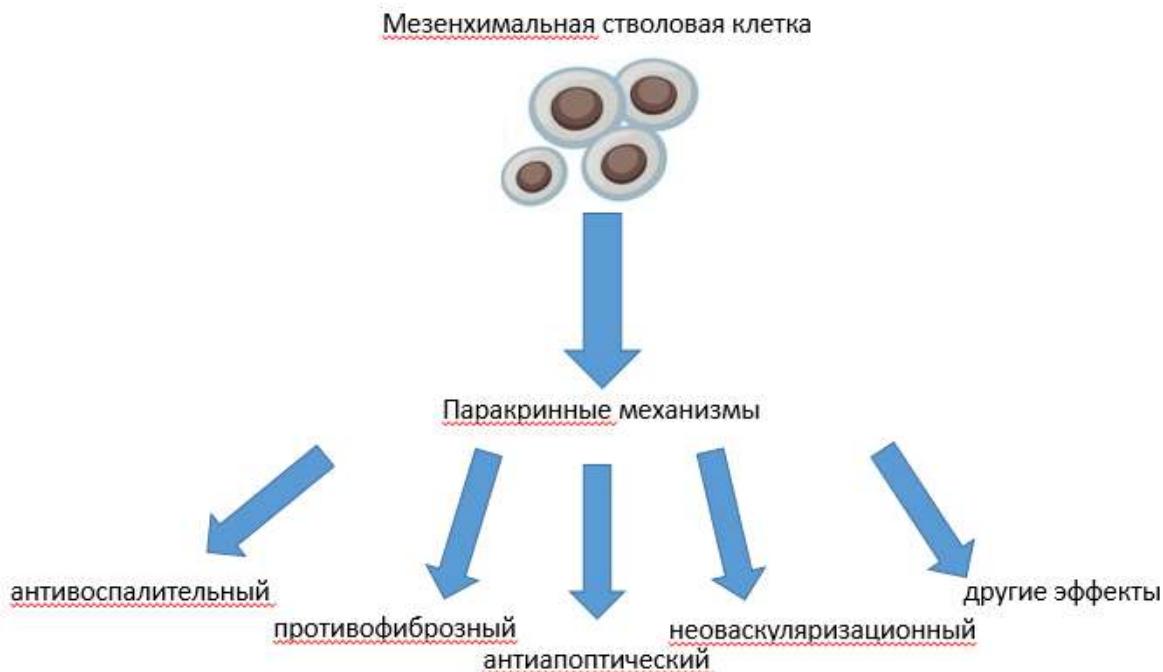 Мезенхимальная стволовая клетка
Паракринные механизмы
антивоспалительный
противофиброзный
антиапоптический
неоваскуляризационный
другие эффекты